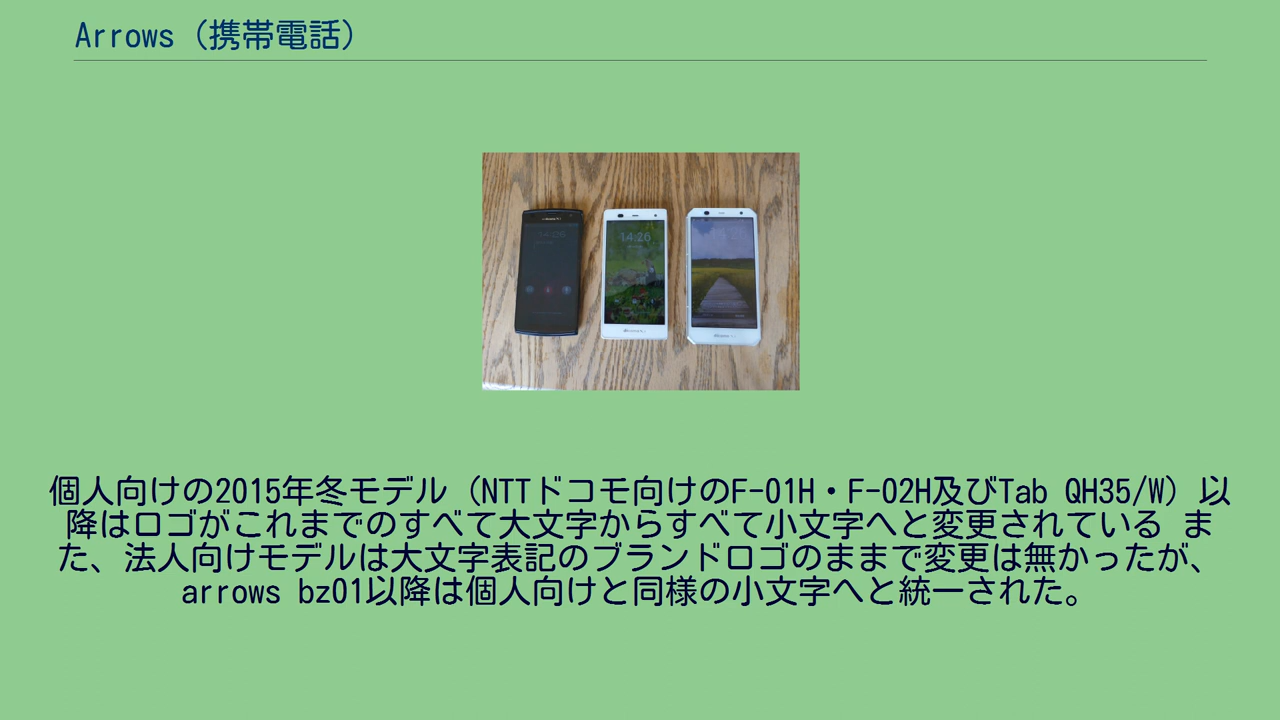 Arrows（携帯電話）
14:26
個人向けの2015年冬モデル（NTTドコモ向けのF-01H・F-02H及びTab QH35/W）以
降はロゴがこれまでのすべて大文字からすべて小文字へと変更されている ま
た、法人向けモデルは大文字表記のブランドロゴのままで変更は無かったが、
arrows bz01以降は個人向けと同様の小文字へと統一された。